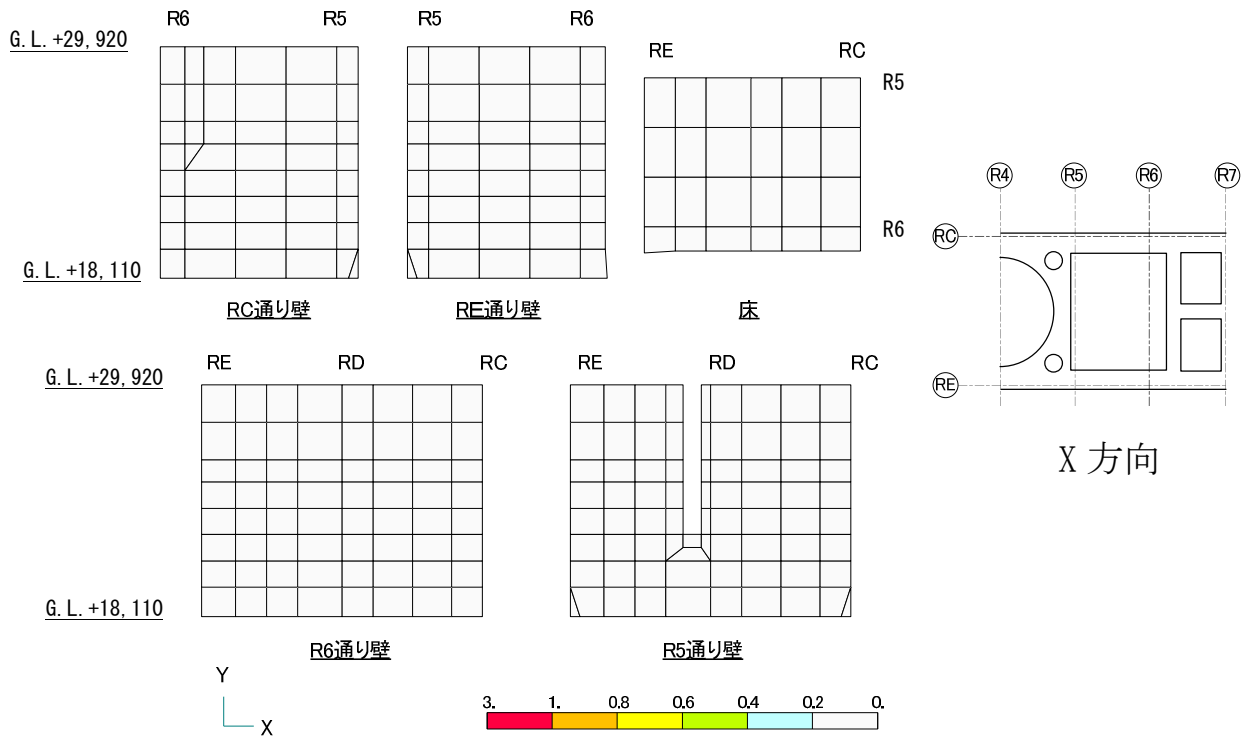 R6 R5 R5 R6
G.L.+29,920
RE RC
R5
R6
G.L.+18,110
RC通り壁 RE通り壁 床
RE RD RC RE RD RC
G.L.+29,920
G.L.+18,110
R6通り壁 R5通り壁
Y
X
3. 1. 0.8 0.6 0.4 0.2 0.
R4 R5 R6 R7
RC
RE
X 方向